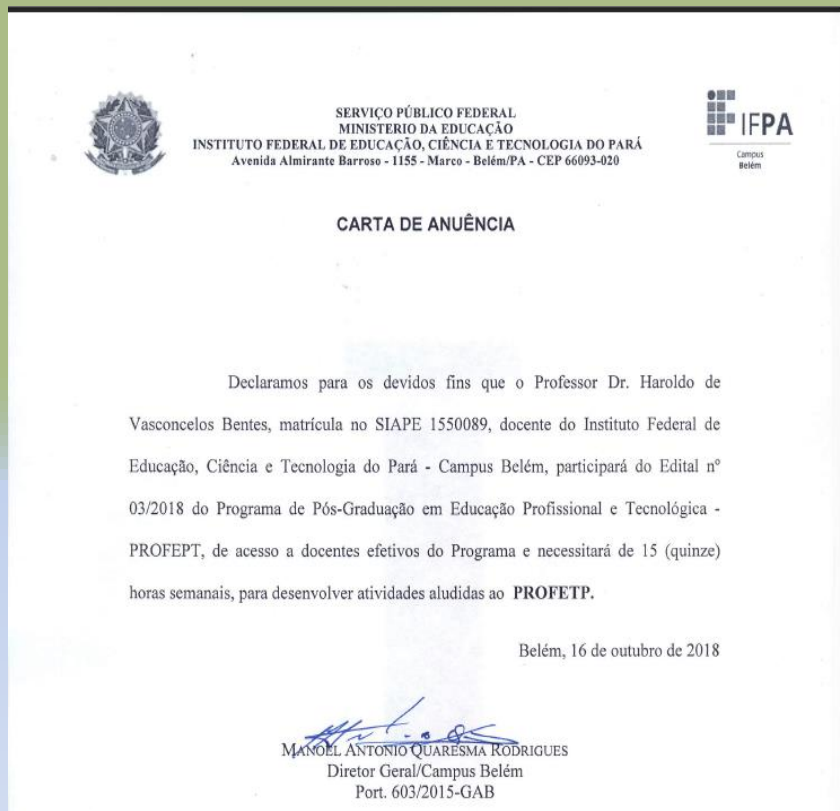 SERVIÇO PÚBLICO FEDERAL
MINISTERIO DA EDUCAÇÃO
INSTITUTO FEDERAL DE EDUCAÇÃO, CIÊNCIA E TECNOLOGIA DO PARÁ
Avenida Almirante Barroso - 1155 - Marco - Belém/PA - CEP 66093-020
IFPA
Campus
Belém
CARTA DE ANUÊNCIA
Declaramos para os devidos fins que o Professor Dr. Haroldo de
Vasconcelos Bentes, matrícula no SIAPE 1550089, docente do Instituto Federal de
Educação, Ciência e Tecnologia do Pará - Campus Belém, participará do Edital nº
03/2018 do Programa de Pós-Graduação em Educação Profissional e Tecnológica -
PROFEPT, de acesso a docentes efetivos do Programa e necessitará de 15 (quinze)
horas semanais, para desenvolver atividades aludidas ao PROFETP.
Belém, 16 de outubro de 2018
MANOEL ANTONIO QUARESMA RODRIGUES
Diretor Geral/Campus Belém
Port. 603/2015-GAB